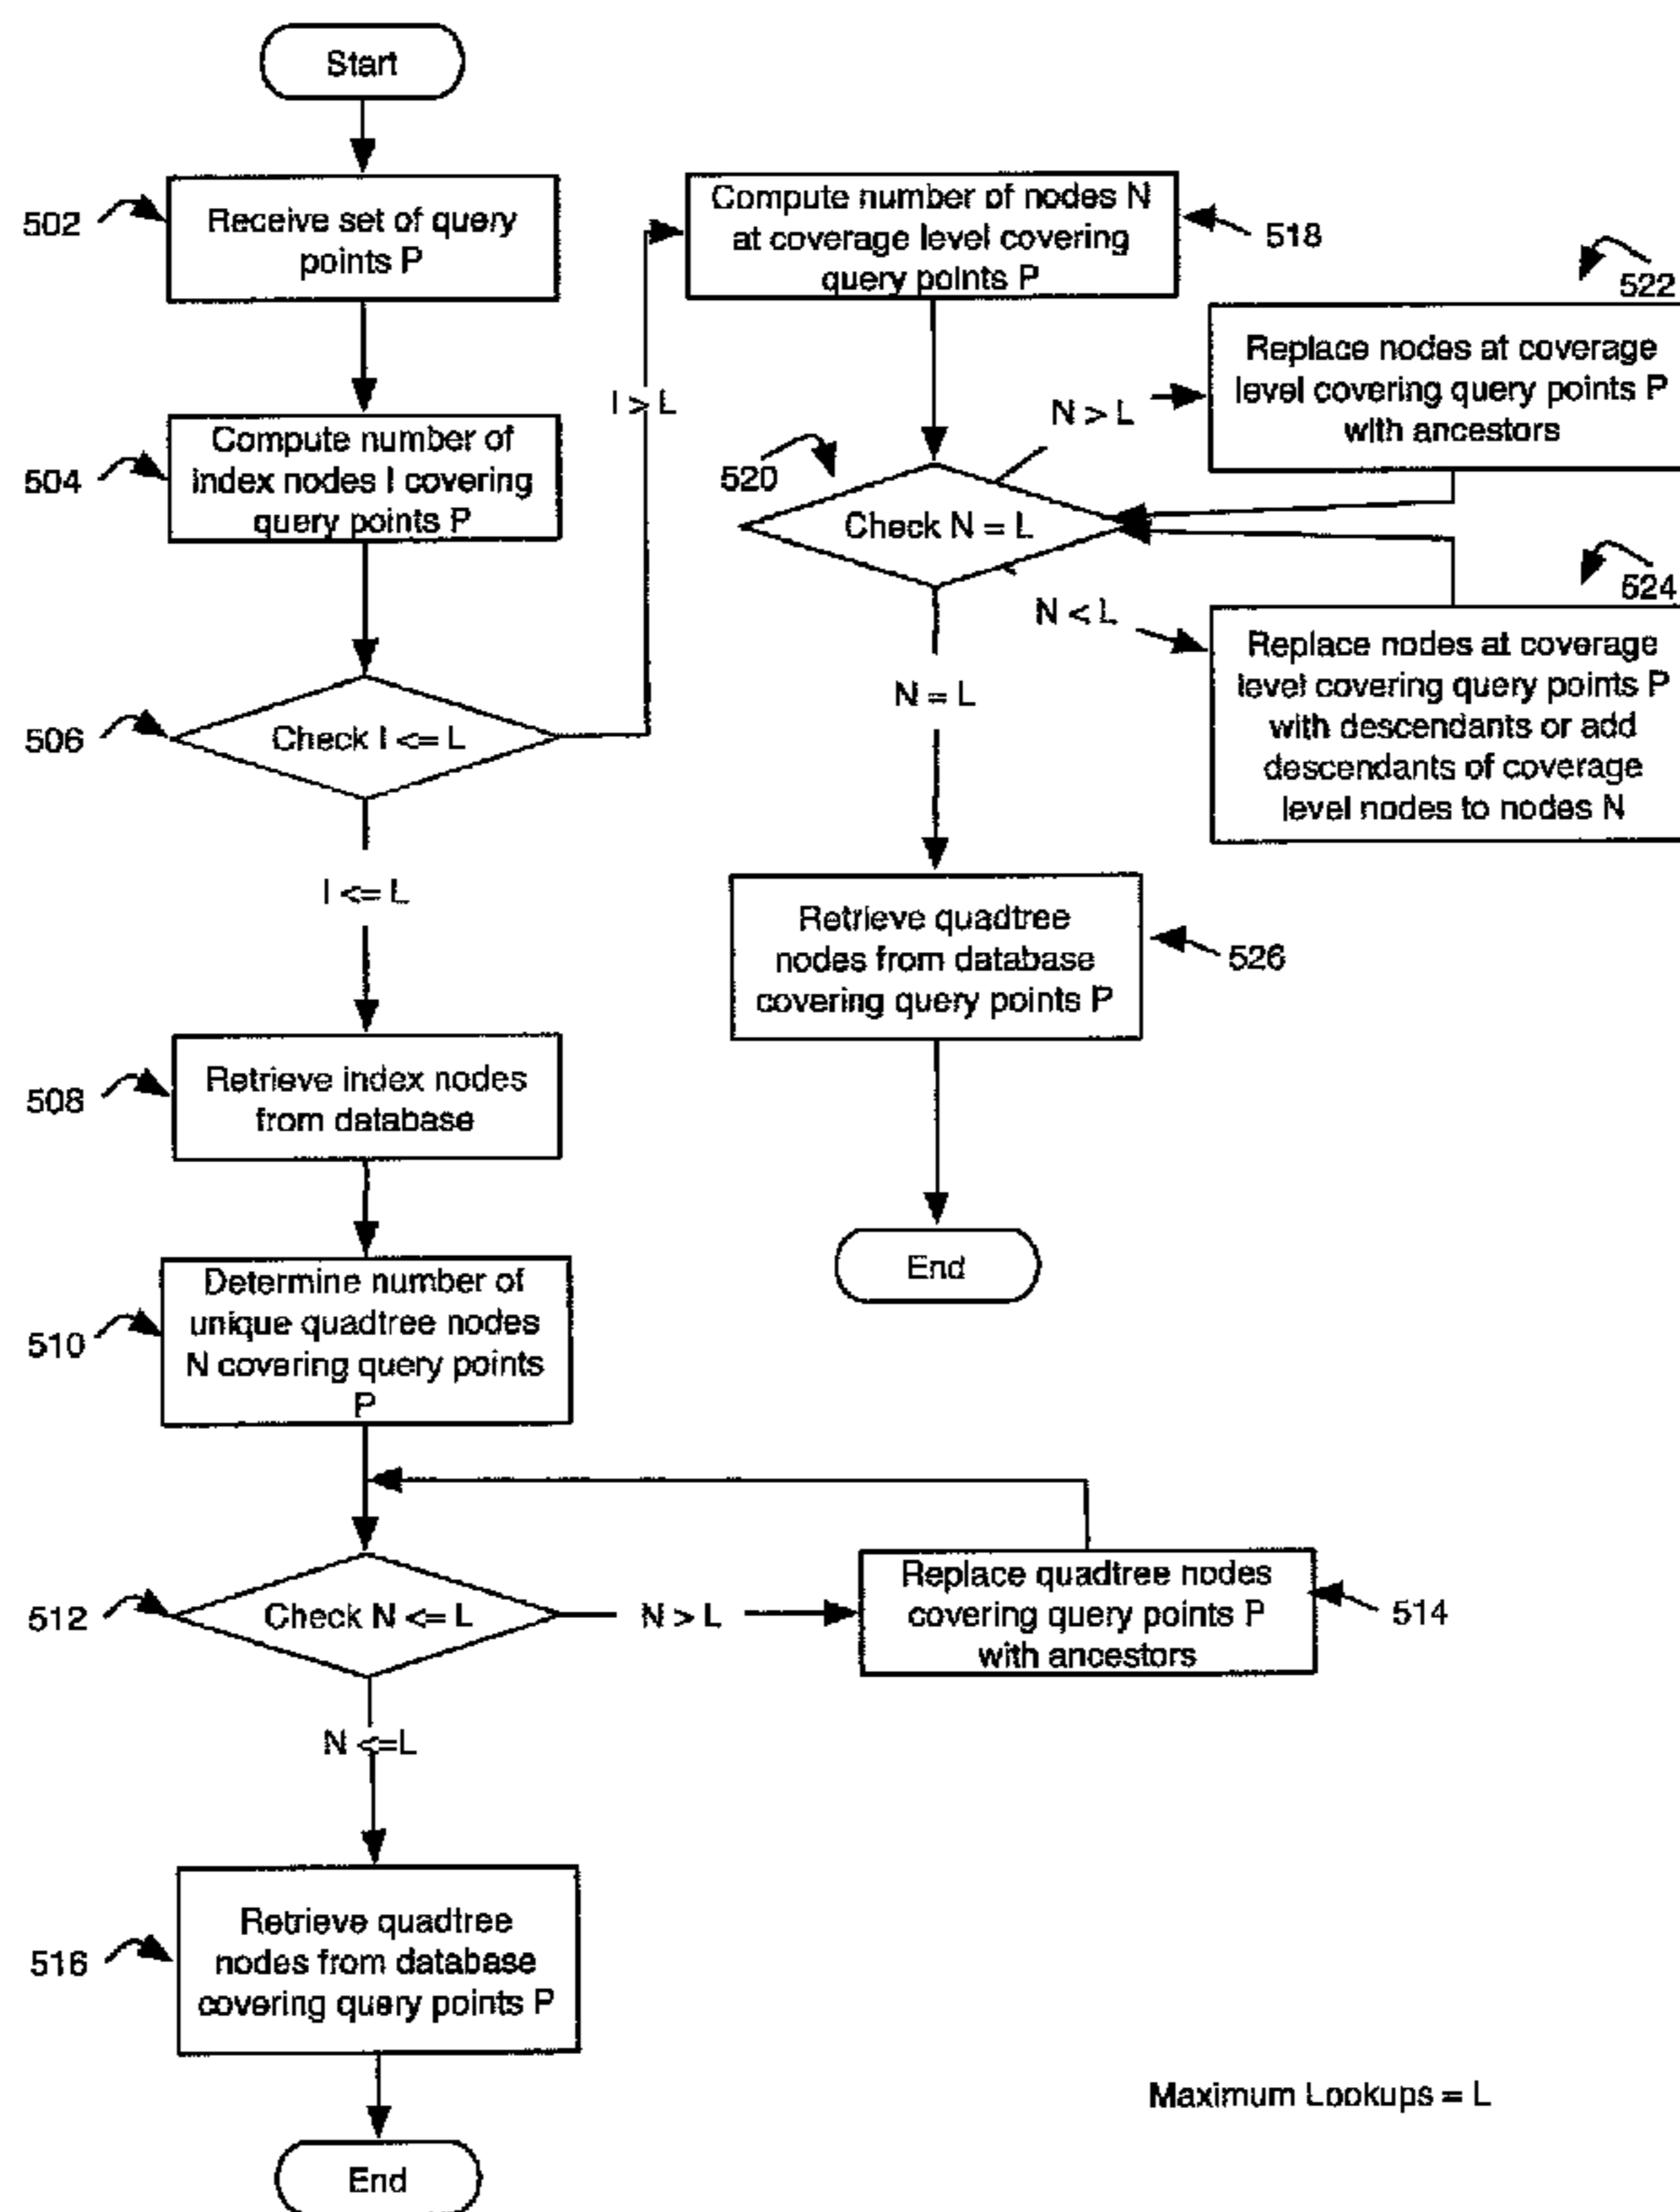 Start
502
Receive set of query
points P
504
Compute number of
index nodes I covering
query points P
506
Check I <= L
I > L
I <= L
508
Retrieve index nodes
from database
510
Determine number of
unique quadtree nodes
N covering query points
P
512
Check N <= L
N > L
Replace quadtree nodes
covering query points P
with ancestors
514
N <=L
516
Retrieve quadtree
nodes from database
covering query points P
End
Compute number of nodes N
at coverage level covering
query points P
518
520
Check N = L
N > L
522
Replace nodes at coverage
level covering query points P
with ancestors
N < L
524
Replace nodes at coverage
level covering query points P
with descendants or add
descendants of coverage
level nodes to nodes N
N = L
Retrieve quadtree
nodes from database
covering query points P
526
End
Maximum Lookups = L